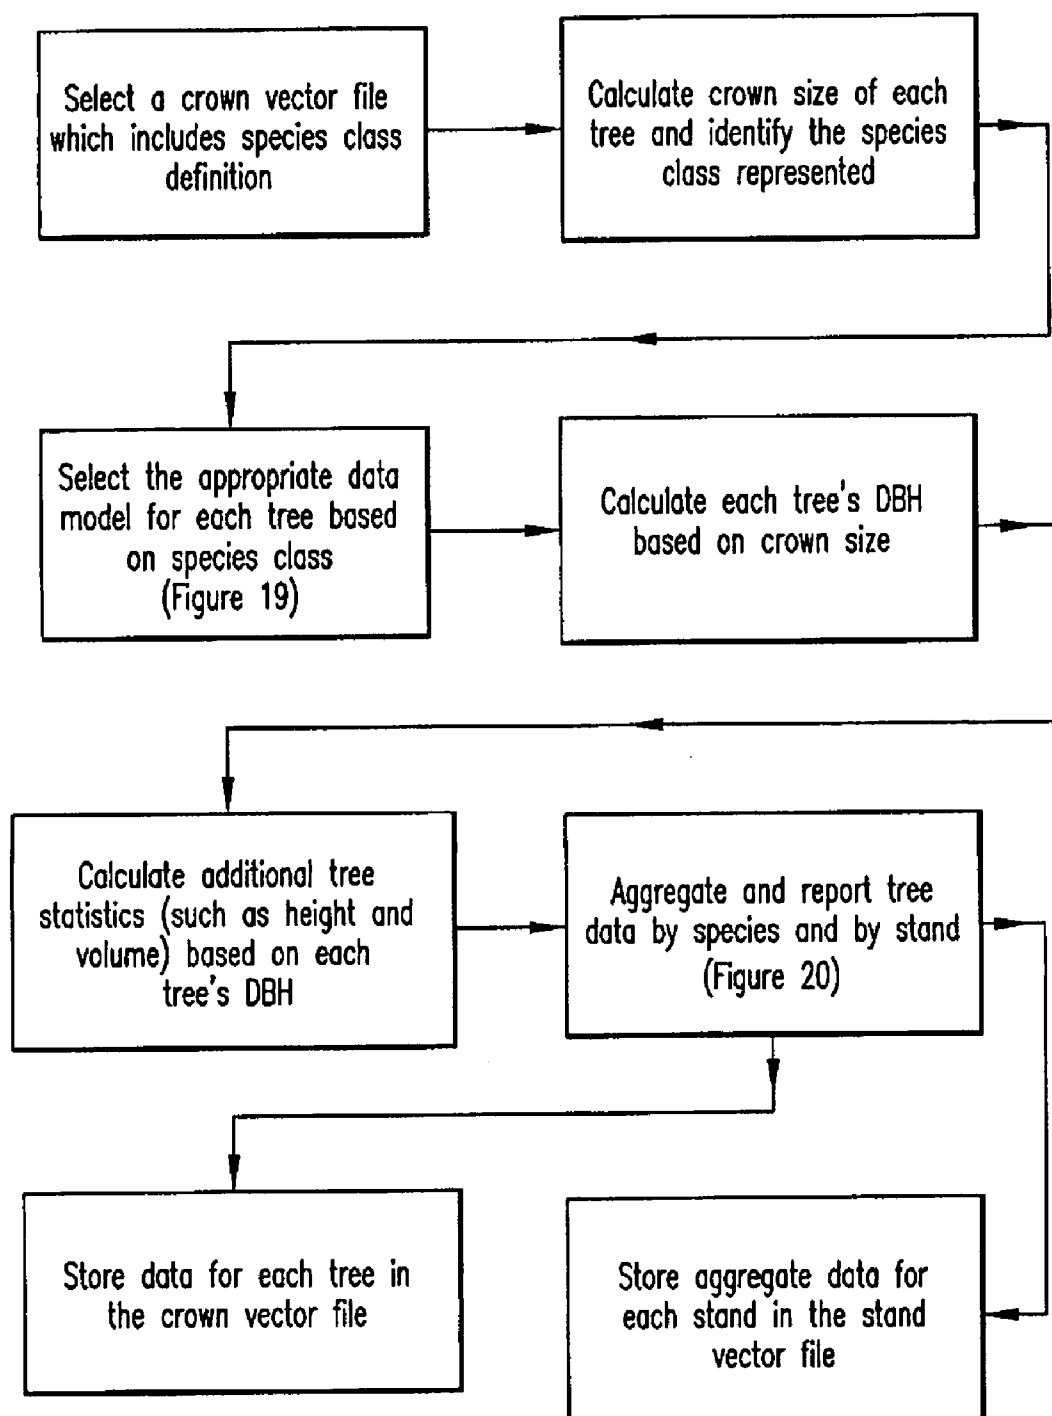 Select a crown vector file
which includes species class
definition
Calculate crown size of each
tree and identify the species
class represented
Select the appropriate data
model for each tree based
on species class
(Figure 19)
Calculate each tree's DBH
based on crown size
Calculate additional tree
statistics (such as height and
volume) based on each
tree's DBH
Aggregate and report tree
data by species and by stand
(Figure 20)
Store data for each tree in
the crown vector file
Store aggregate data for
each stand in the stand
vector file